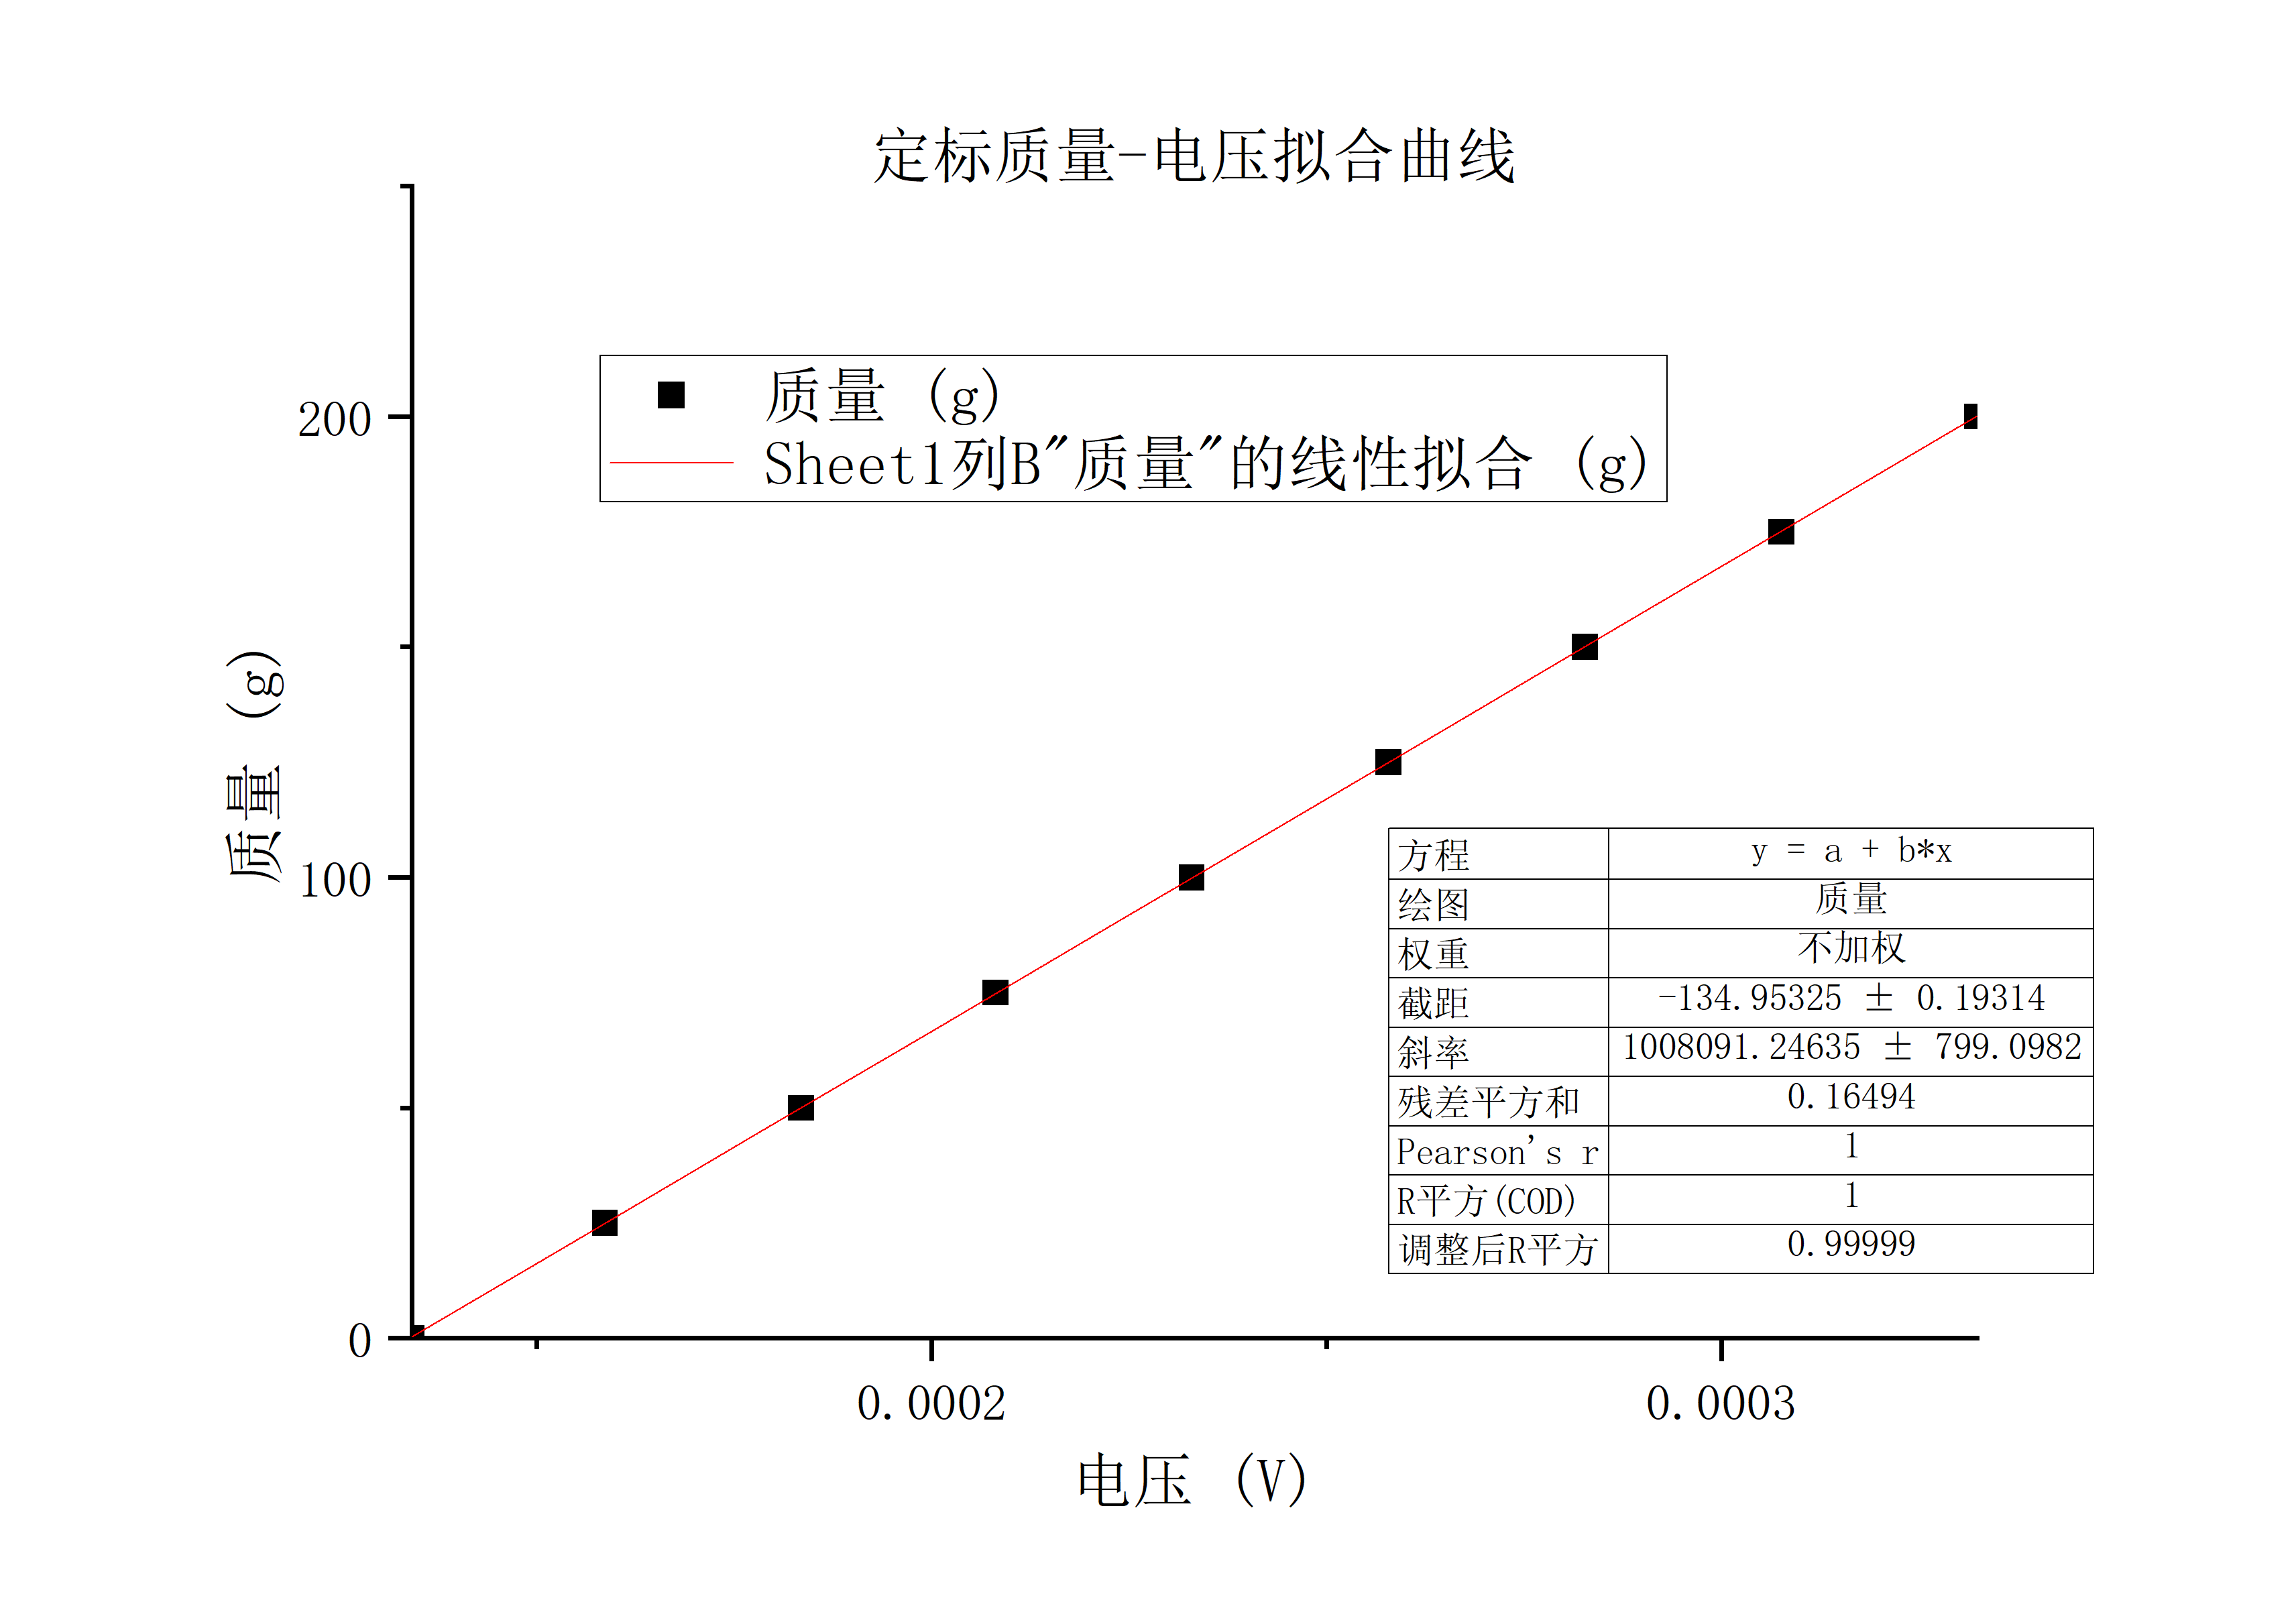 定标质量-电压拟合曲线
质量 (g)
Sheet1列B"质量"的线性拟合 (g)
200
100
0
质量 (g)
方程 y = a + b*x
绘图 质量
权重 不加权
截距 -134.95325 ± 0.19314
斜率 1008091.24635 ± 799.0982
残差平方和 0.16494
Pearson's r 1
R平方(COD) 1
调整后R平方 0.99999
0.0002 0.0003
电压 (V)